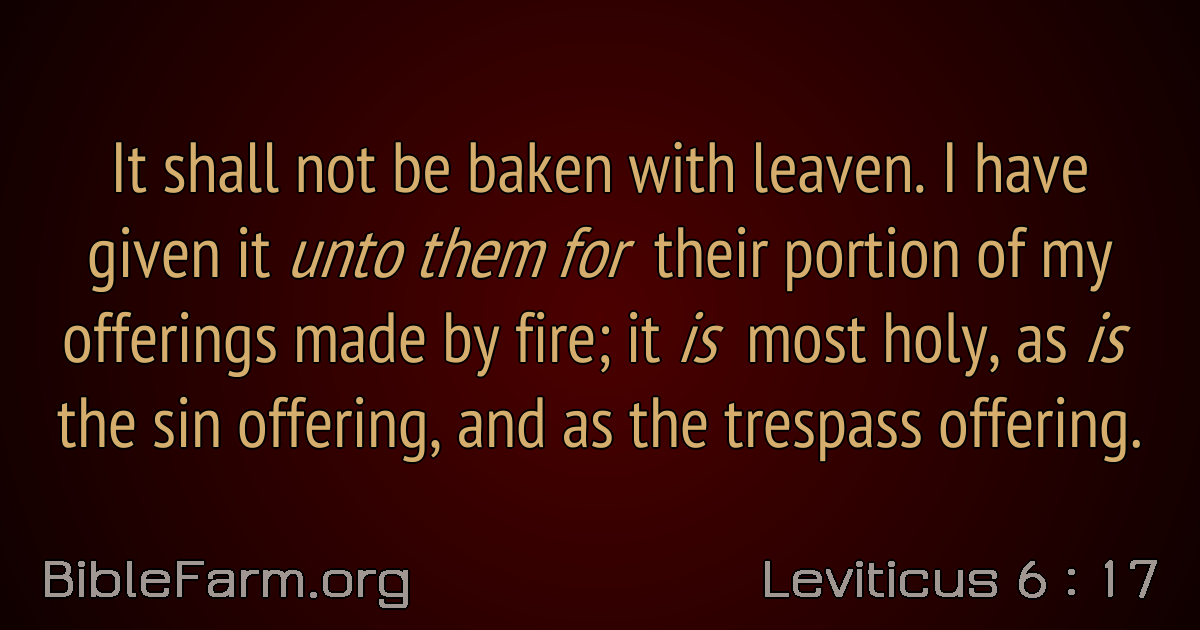 It shall not be baken with leaven. I have
given it unto them for their portion of my
offerings made by fire; it is most holy, as is
the sin offering, and as the trespass offering.
BibleFarm.org
Leviticus 6 : 17